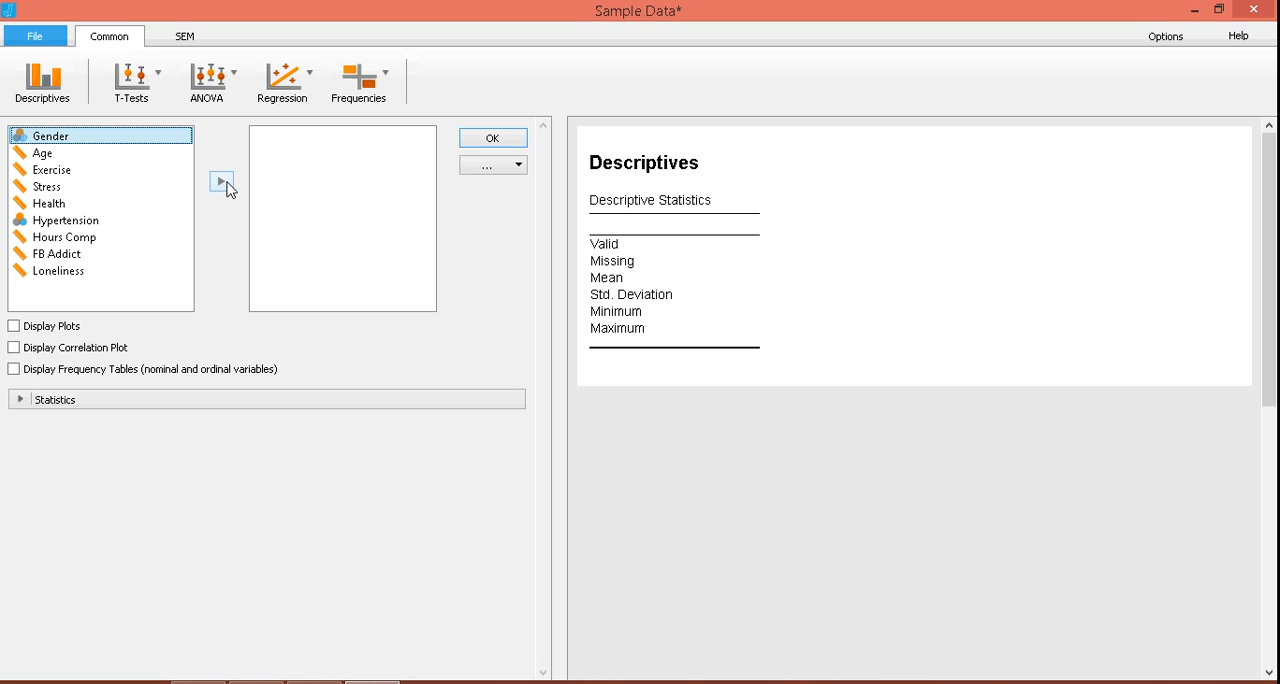 Sample Data*
File Common SEM Options Help
Descriptives T-Tests ANOVA Regression Frequencies
Gender
Age
Exercise
Stress
Health
Hypertension
Hours Comp
FB Addict
Loneliness
OK
...
Display Plots
Display Correlation Plot
Display Frequency Tables (nominal and ordinal variables)
Statistics
Descriptives
Descriptive Statistics
Valid
Missing
Mean
Std. Deviation
Minimum
Maximum